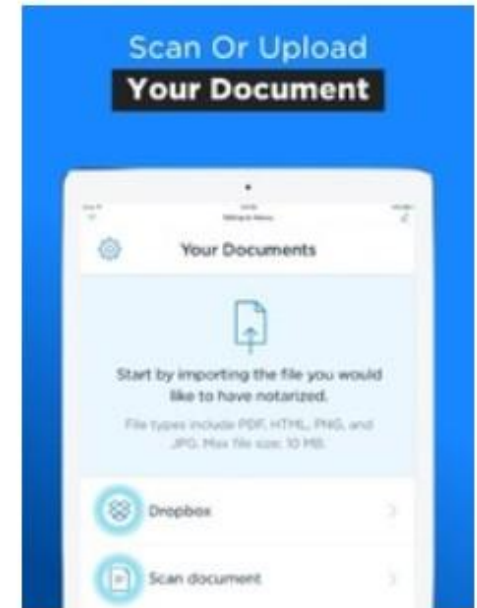 Scan Or Upload
Your Document
Your Documents
Start by importing the file you would
like to have notarized.
File types include PDF, HTML, PNG, and
JPG. Max file size: 10 MB.
Dropbox
Scan document